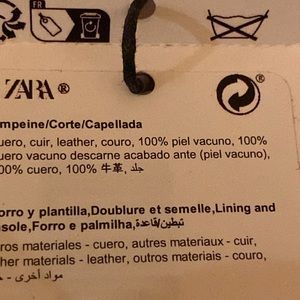 FR
ZARA®
mpeine/Corte/Capellada
uero, cuir, leather, couro, 100% piel vacuno, 100%
uero vacuno descarne acabado ante (piel vacuno),
00% cuero, 100% 牛革, جلد
orro y plantilla,Doublure et semelle,Lining and
sole,Forro e palmilha,تبطين/قاعدة
ros materiales - cuero, autres materiaux - cuir,
her materials - leather, outros materiais - couro,
مواد أخرى - جلد